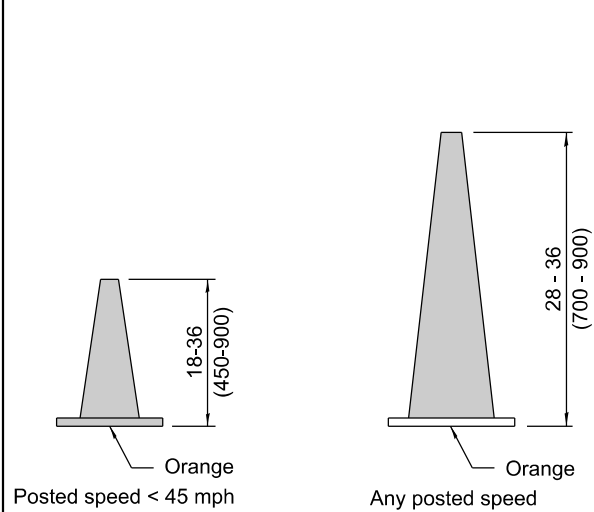 18-36
(450-900)
28 - 36
(700 - 900)
Orange
Posted speed < 45 mph
Orange
Any posted speed